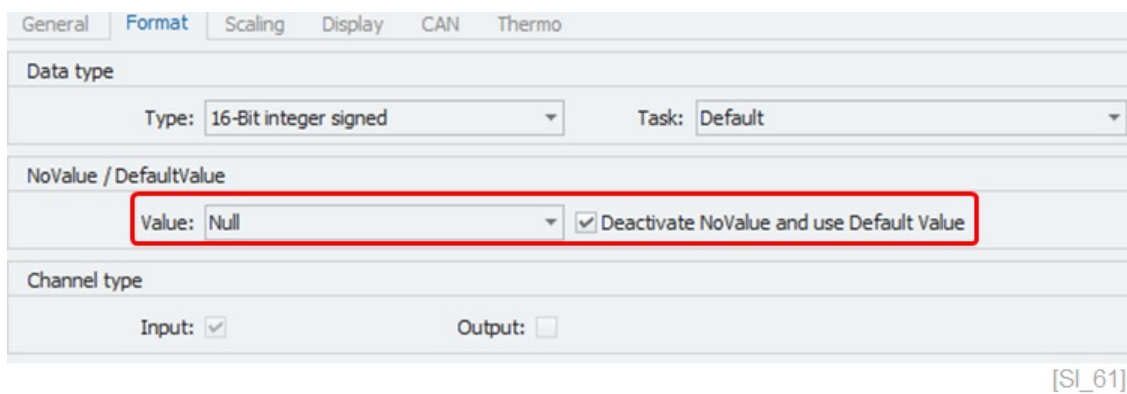 General Format Scaling Display CAN Thermo
Data type
Type: 16-Bit integer signed Task: Default
NoValue / DefaultValue
Value: Null Deactivate NoValue and use Default Value
Channel type
Input: Output:
[SI_61]